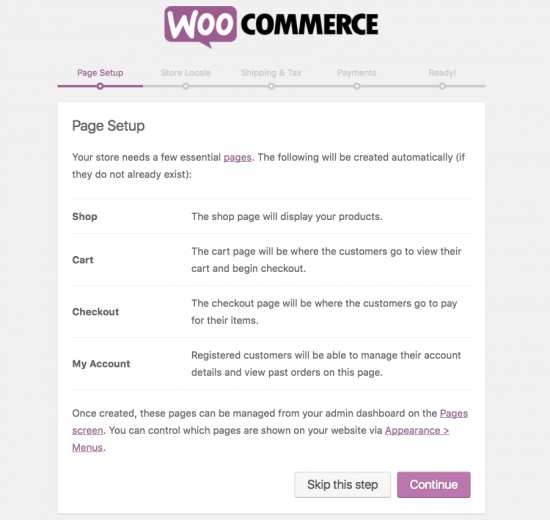 WOO COMMERCE
Page Setup Store Locale Shipping & Tax Payments Ready!
Page Setup
Your store needs a few essential pages. The following will be created automatically (if
they do not already exist):
Shop The shop page will display your products.
Cart The cart page will be where the customers go to view their
cart and begin checkout.
Checkout The checkout page will be where the customers go to pay
for their items.
My Account Registered customers will be able to manage their account
details and view past orders on this page.
Once created, these pages can be managed from your admin dashboard on the Pages
screen. You can control which pages are shown on your website via Appearance >
Menus.
Skip this step Continue